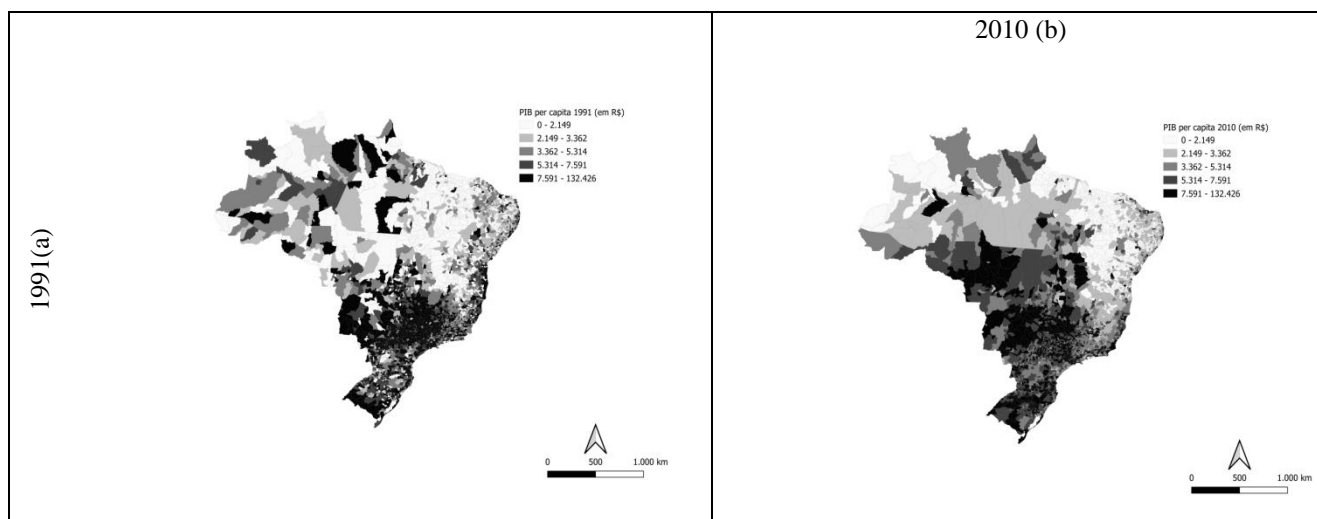 2010 (b)
1991(a)
PIB per capita 1991 (em R$)
0 - 2.149
2.149 - 3.362
3.362 - 5.314
5.314 - 7.591
7.591 - 132.426
0 500 1.000 km
PIB per capita 2010 (em R$)
0 - 2.149
2.149 - 3.362
3.362 - 5.314
5.314 - 7.591
7.591 - 132.426
0 500 1.000 km